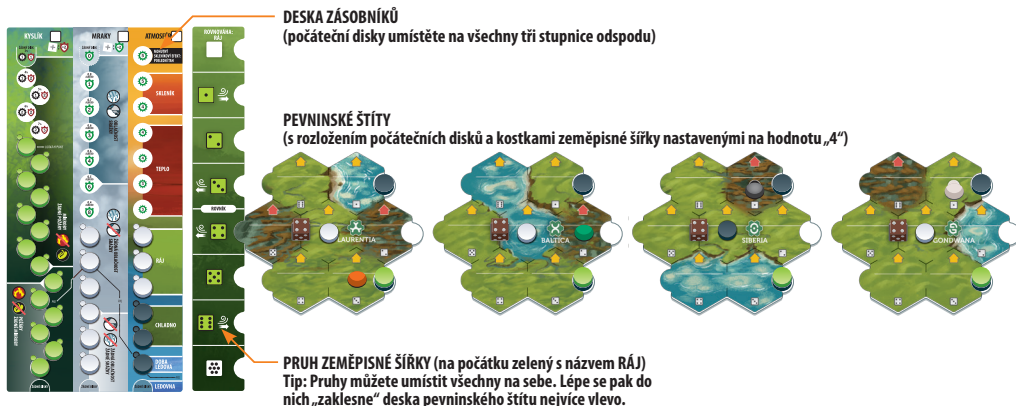 DESKA ZÁSOBNÍKŮ
(počáteční disky umístěte na všechny tři stupnice odspodu)
KYSLÍK
MRAKY
ROVNOVÁHA:
RÁJ
SKLENÍK
TEPLO
RÁJ
CHLADNO
DOBA
LEDOVÁ
LEDOVNA
ROVNÍK
PEVNINSKÉ ŠTÍTY
(s rozložením počátečních disků a kostkami zeměpisné šířky nastavenými na hodnotu „4“)
LAURENTIA
BALTICA
SIBERIA
GONDWANA
PRUH ZEMĚPISNÉ ŠÍŘKY (na počátku zelený s názvem RÁJ)
Tip: Pruhy můžete umístit všechny na sebe. Lépe se pak do
nich „zaklesne“ deska pevninského štítu nejvíce vlevo.